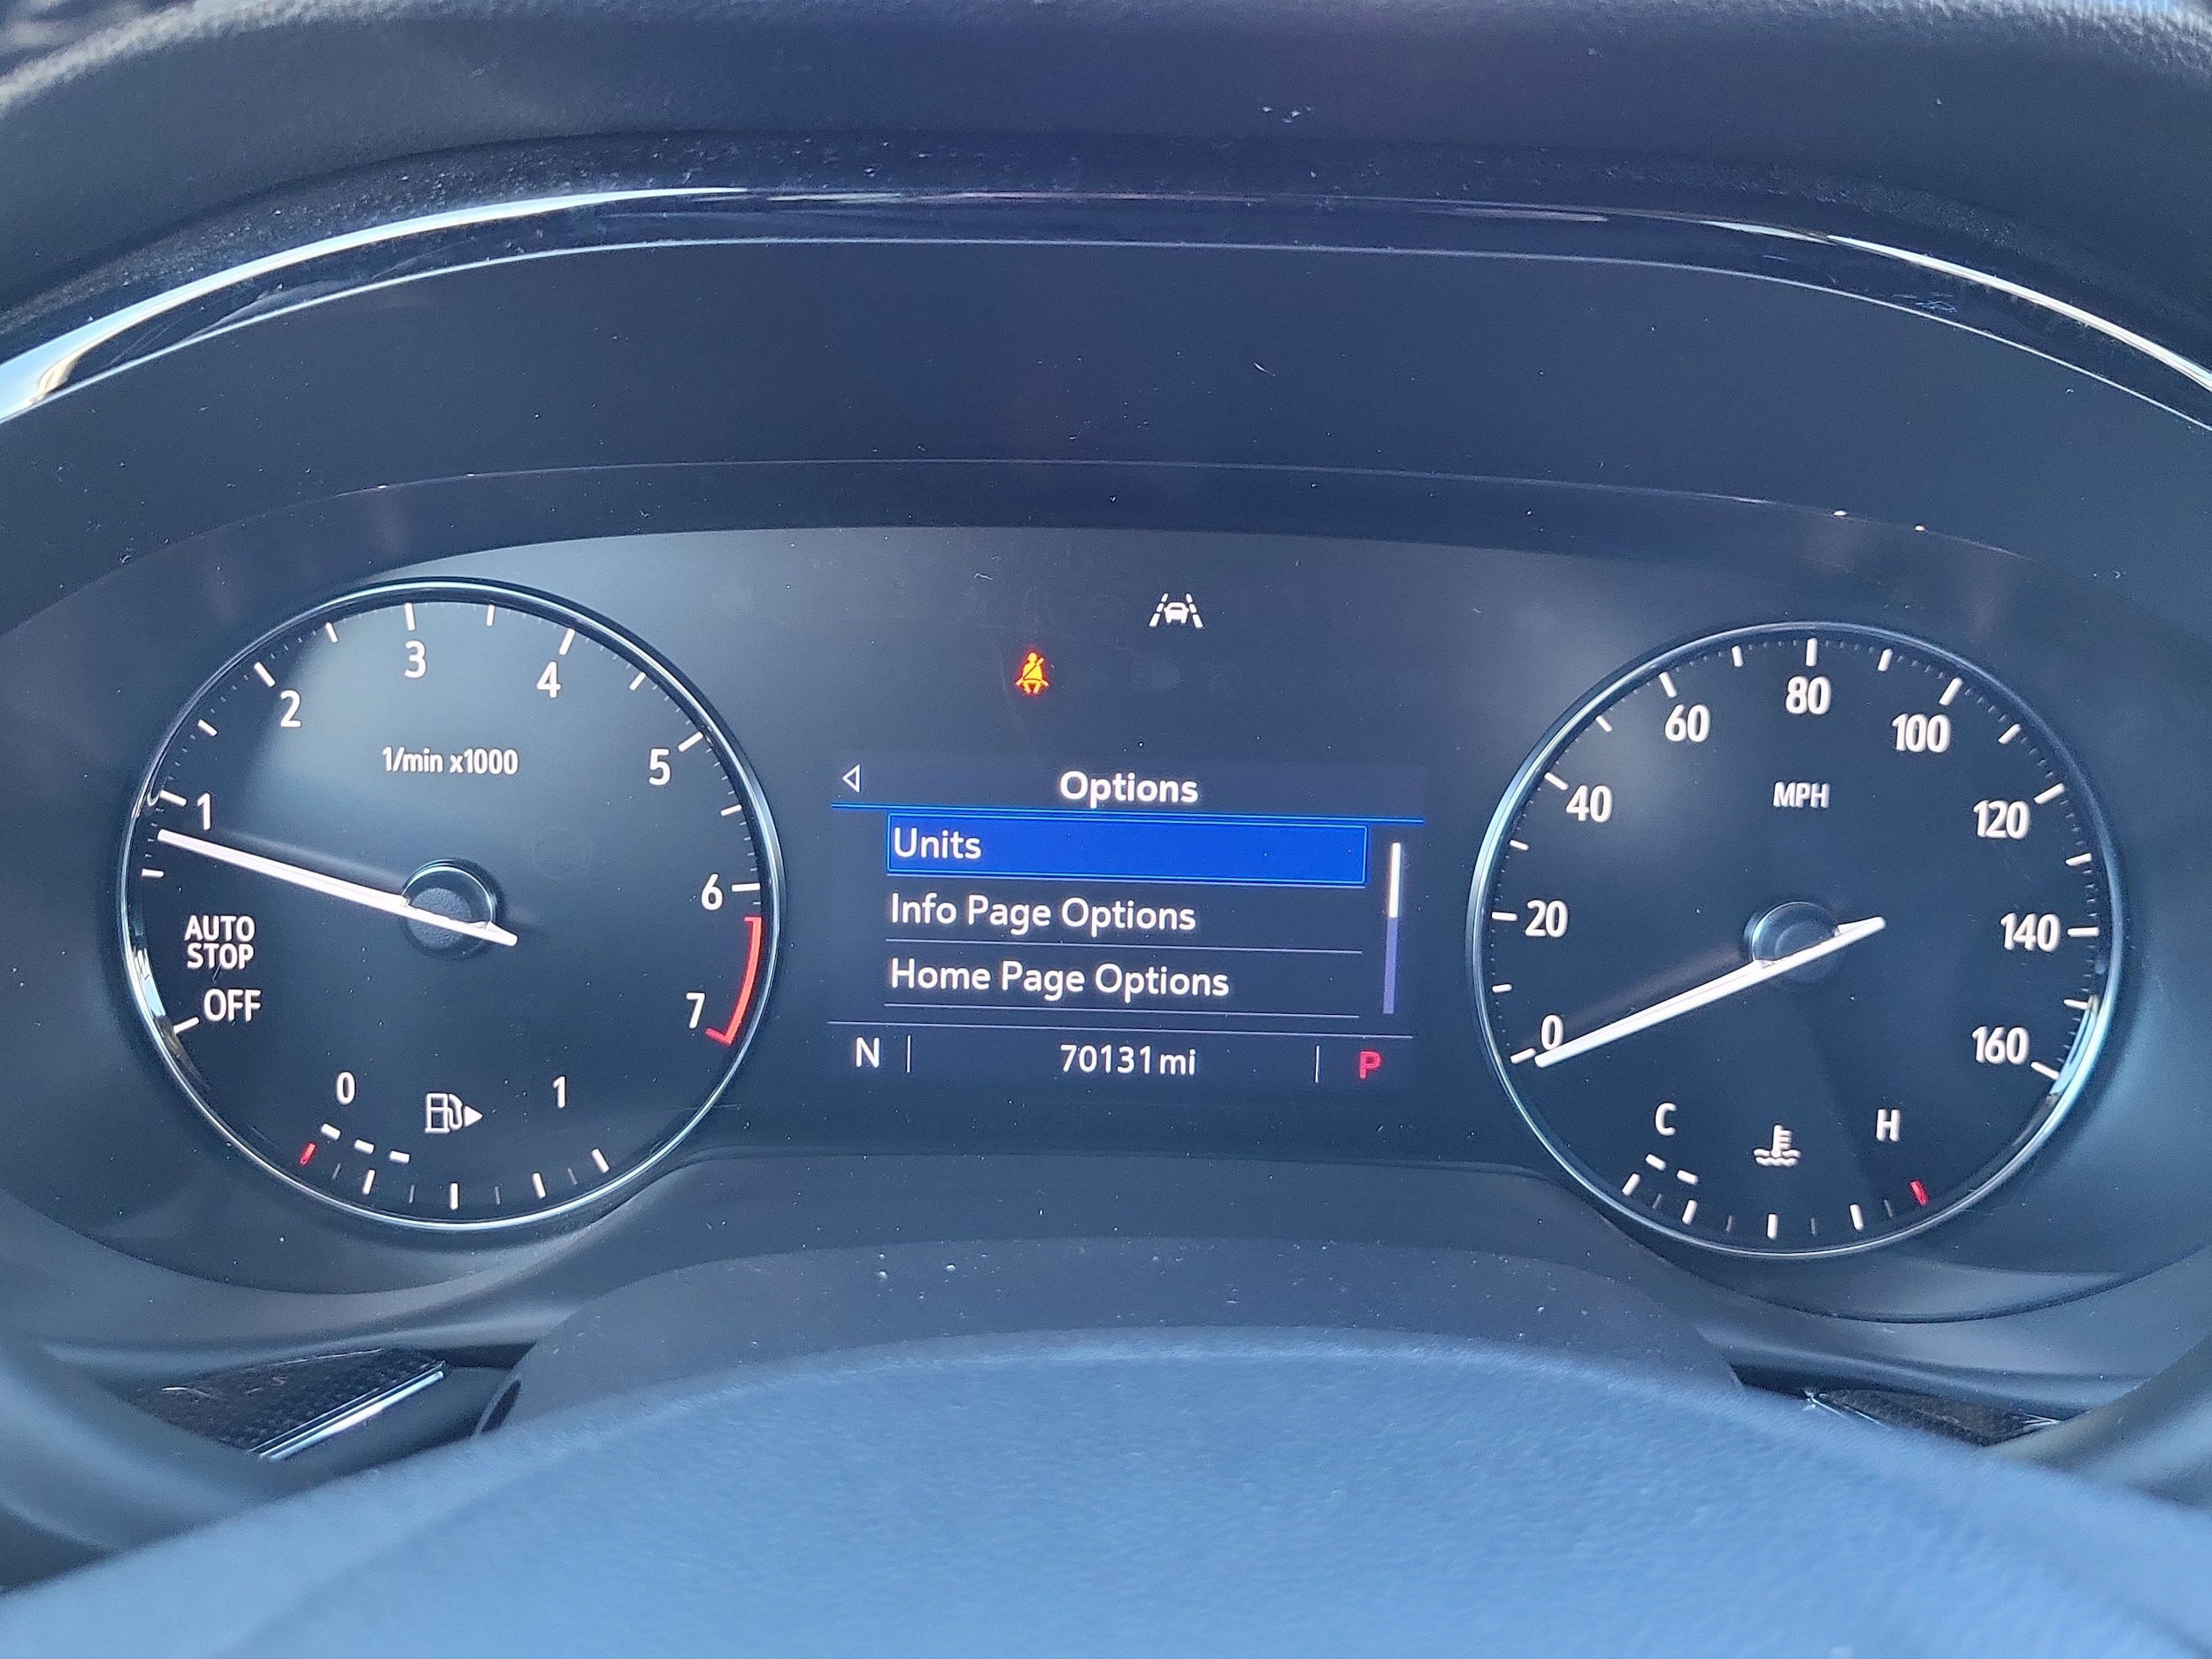 1
2
3
4
5
6
7
1/min x1000
AUTO
STOP
OFF
0
1
Options
Units
Info Page Options
Home Page Options
N
70131 mi
P
0
20
40
60
80
100
120
140
160
MPH
C
H